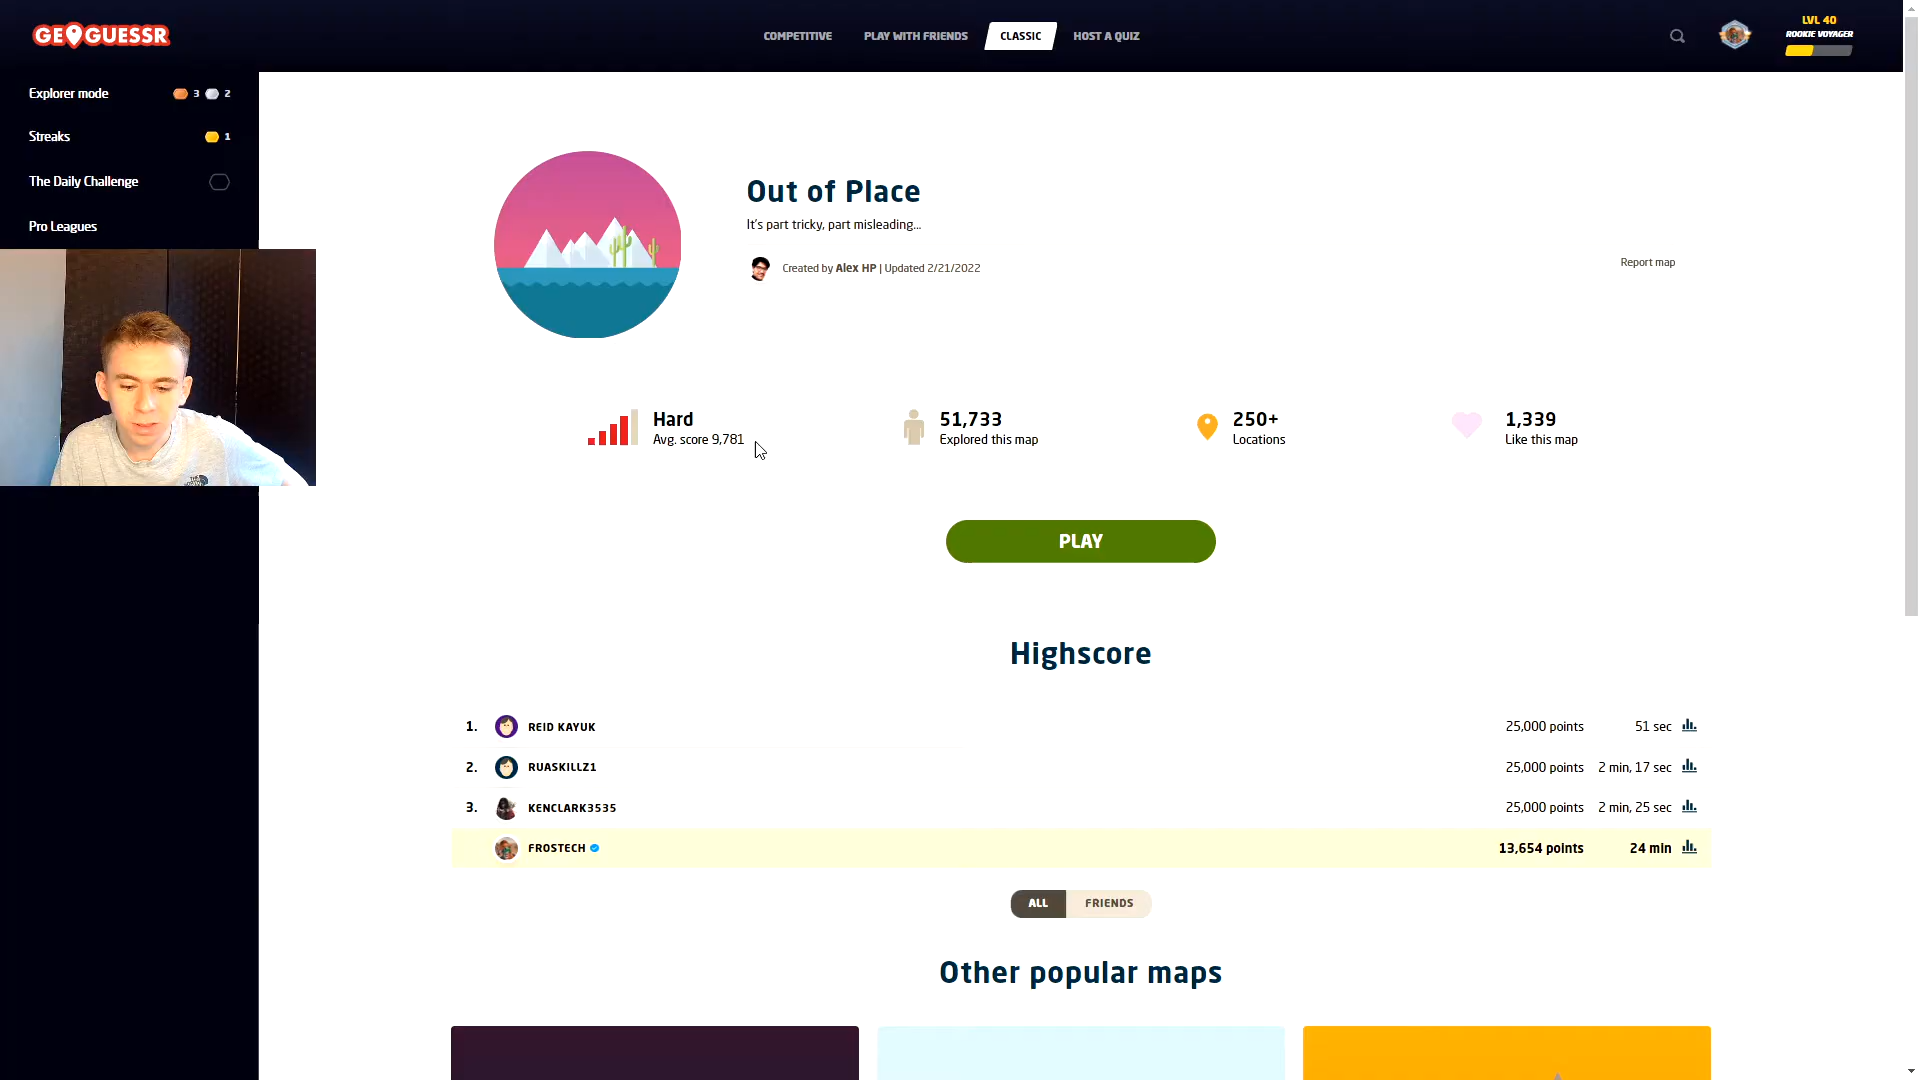 GEOGUESSR
COMPETITIVE
PLAY WITH FRIENDS
CLASSIC
HOST A QUIZ
LVL 40
ROOKIE VOYAGER
Explorer mode 3 2
Streaks 1
The Daily Challenge
Pro Leagues
Out of Place
It's part tricky, part misleading...
Created by Alex HP | Updated 2/21/2022
Report map
Hard
Avg. score 9,781
51,733
Explored this map
250+
Locations
1,339
Like this map
PLAY
Highscore
1. REID KAYUK 25,000 points 51 sec
2. RUASKILLZ1 25,000 points 2 min, 17 sec
3. KENCLARK3535 25,000 points 2 min, 25 sec
FROSTECH 13,654 points 24 min
ALL FRIENDS
Other popular maps